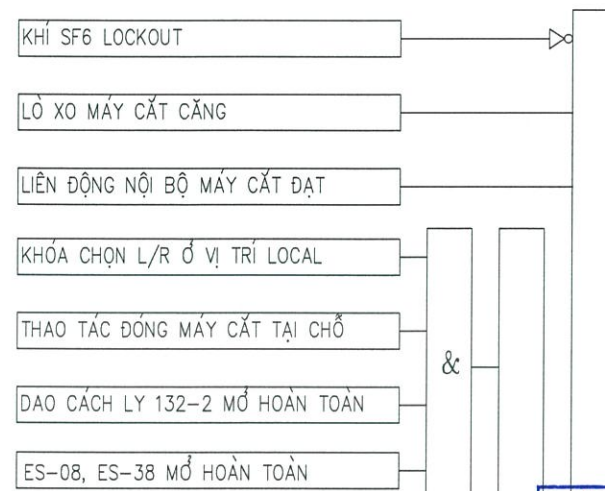 KHÍ SF6 LOCKOUT
LÒ XO MÁY CẮT CĂNG
LIÊN ĐỘNG NỘI BỘ MÁY CẮT ĐẠT
KHÓA CHỌN L/R Ở VỊ TRÍ LOCAL
THAO TÁC ĐÓNG MÁY CẮT TẠI CHỖ
&
DAO CÁCH LY 132-2 MỞ HOÀN TOÀN
ES-08, ES-38 MỞ HOÀN TOÀN